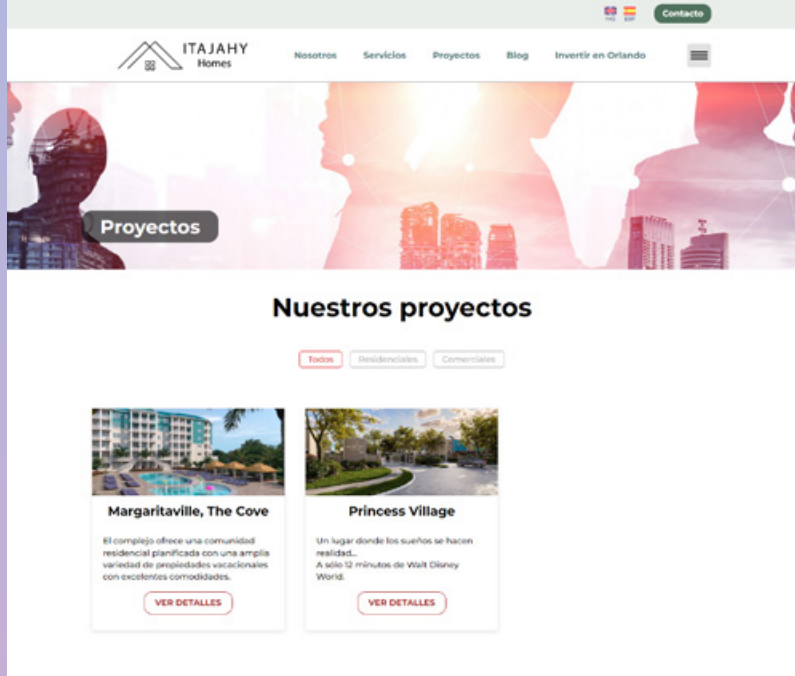 ING ESP Contacto
ITAJAHY
Homes
Nosotros Servicios Proyectos Blog Invertir en Orlando
Proyectos
Nuestros proyectos
Todos Residenciales Comerciales
Margaritaville, The Cove
El complejo ofrece una comunidad
residencial planificada con una amplia
variedad de propiedades vacacionales
con excelentes comodidades.
VER DETALLES
Princess Village
Un lugar donde los sueños se hacen
realidad...
A sólo 12 minutos de Walt Disney
World.
VER DETALLES